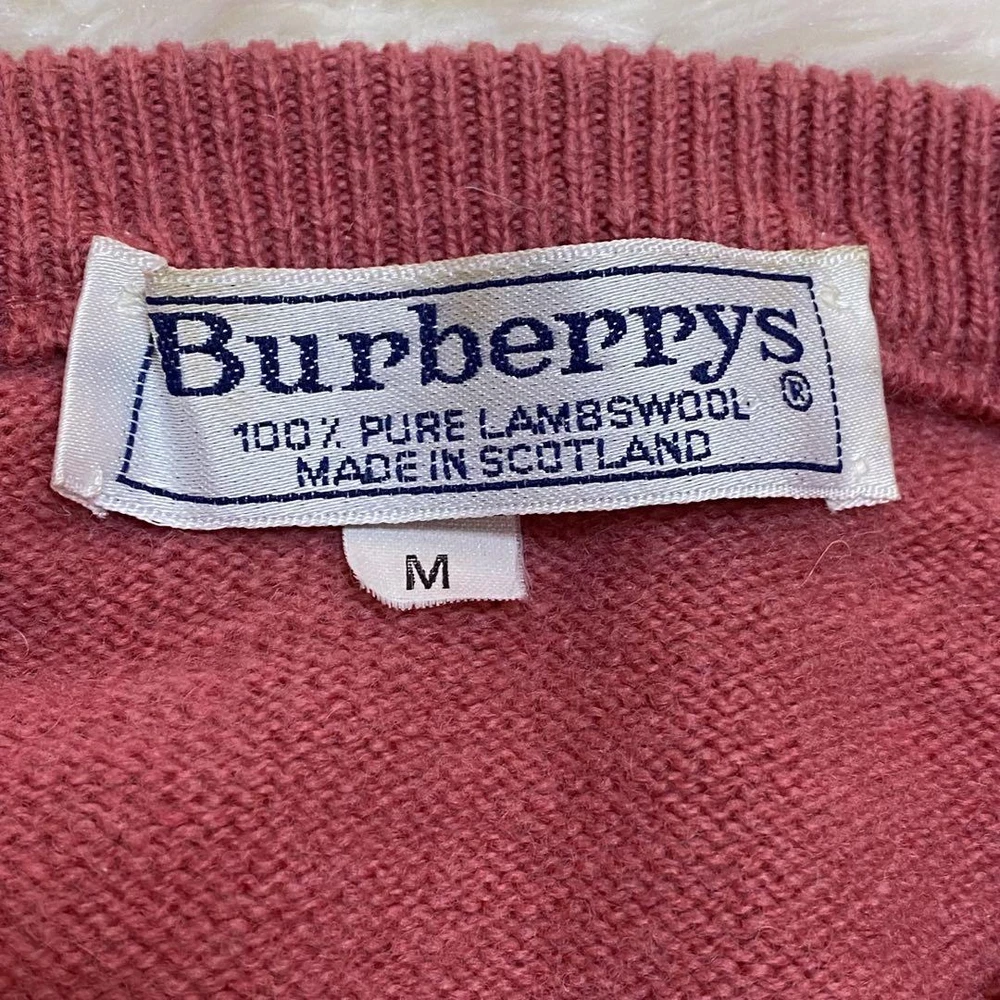 Burberrys
®
100% PURE LAMBSWOOL
MADE IN SCOTLAND
M